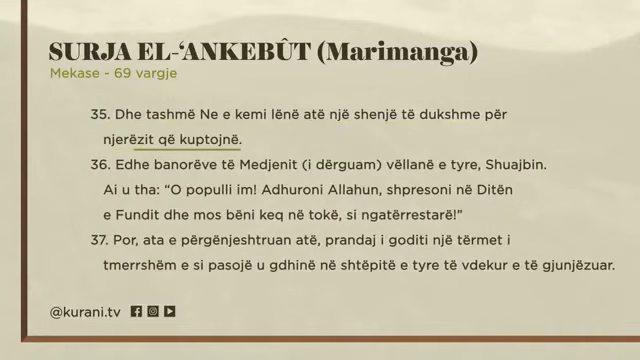 SURJA EL-‘ANKEBÛT (Marimanga)
Mekase - 69 vargje
35. Dhe tashmë Ne e kemi lënë atë një shenjë të dukshme për
njerëzit që kuptojnë.
36. Edhe banorëve të Medjenit (i dërguam) vëllanë e tyre, Shuajbin.
Ai u tha: “O populli im! Adhuroni Allahun, shpresoni në Ditën
e Fundit dhe mos bëni keq në tokë, si ngatërrestarë!”
37. Por, ata e përgënjeshtruan atë, prandaj i goditi një tërmet i
tmerrshëm e si pasojë u gdhinë në shtëpitë e tyre të vdekur e të gjunjëzuar.
@kurani.tv